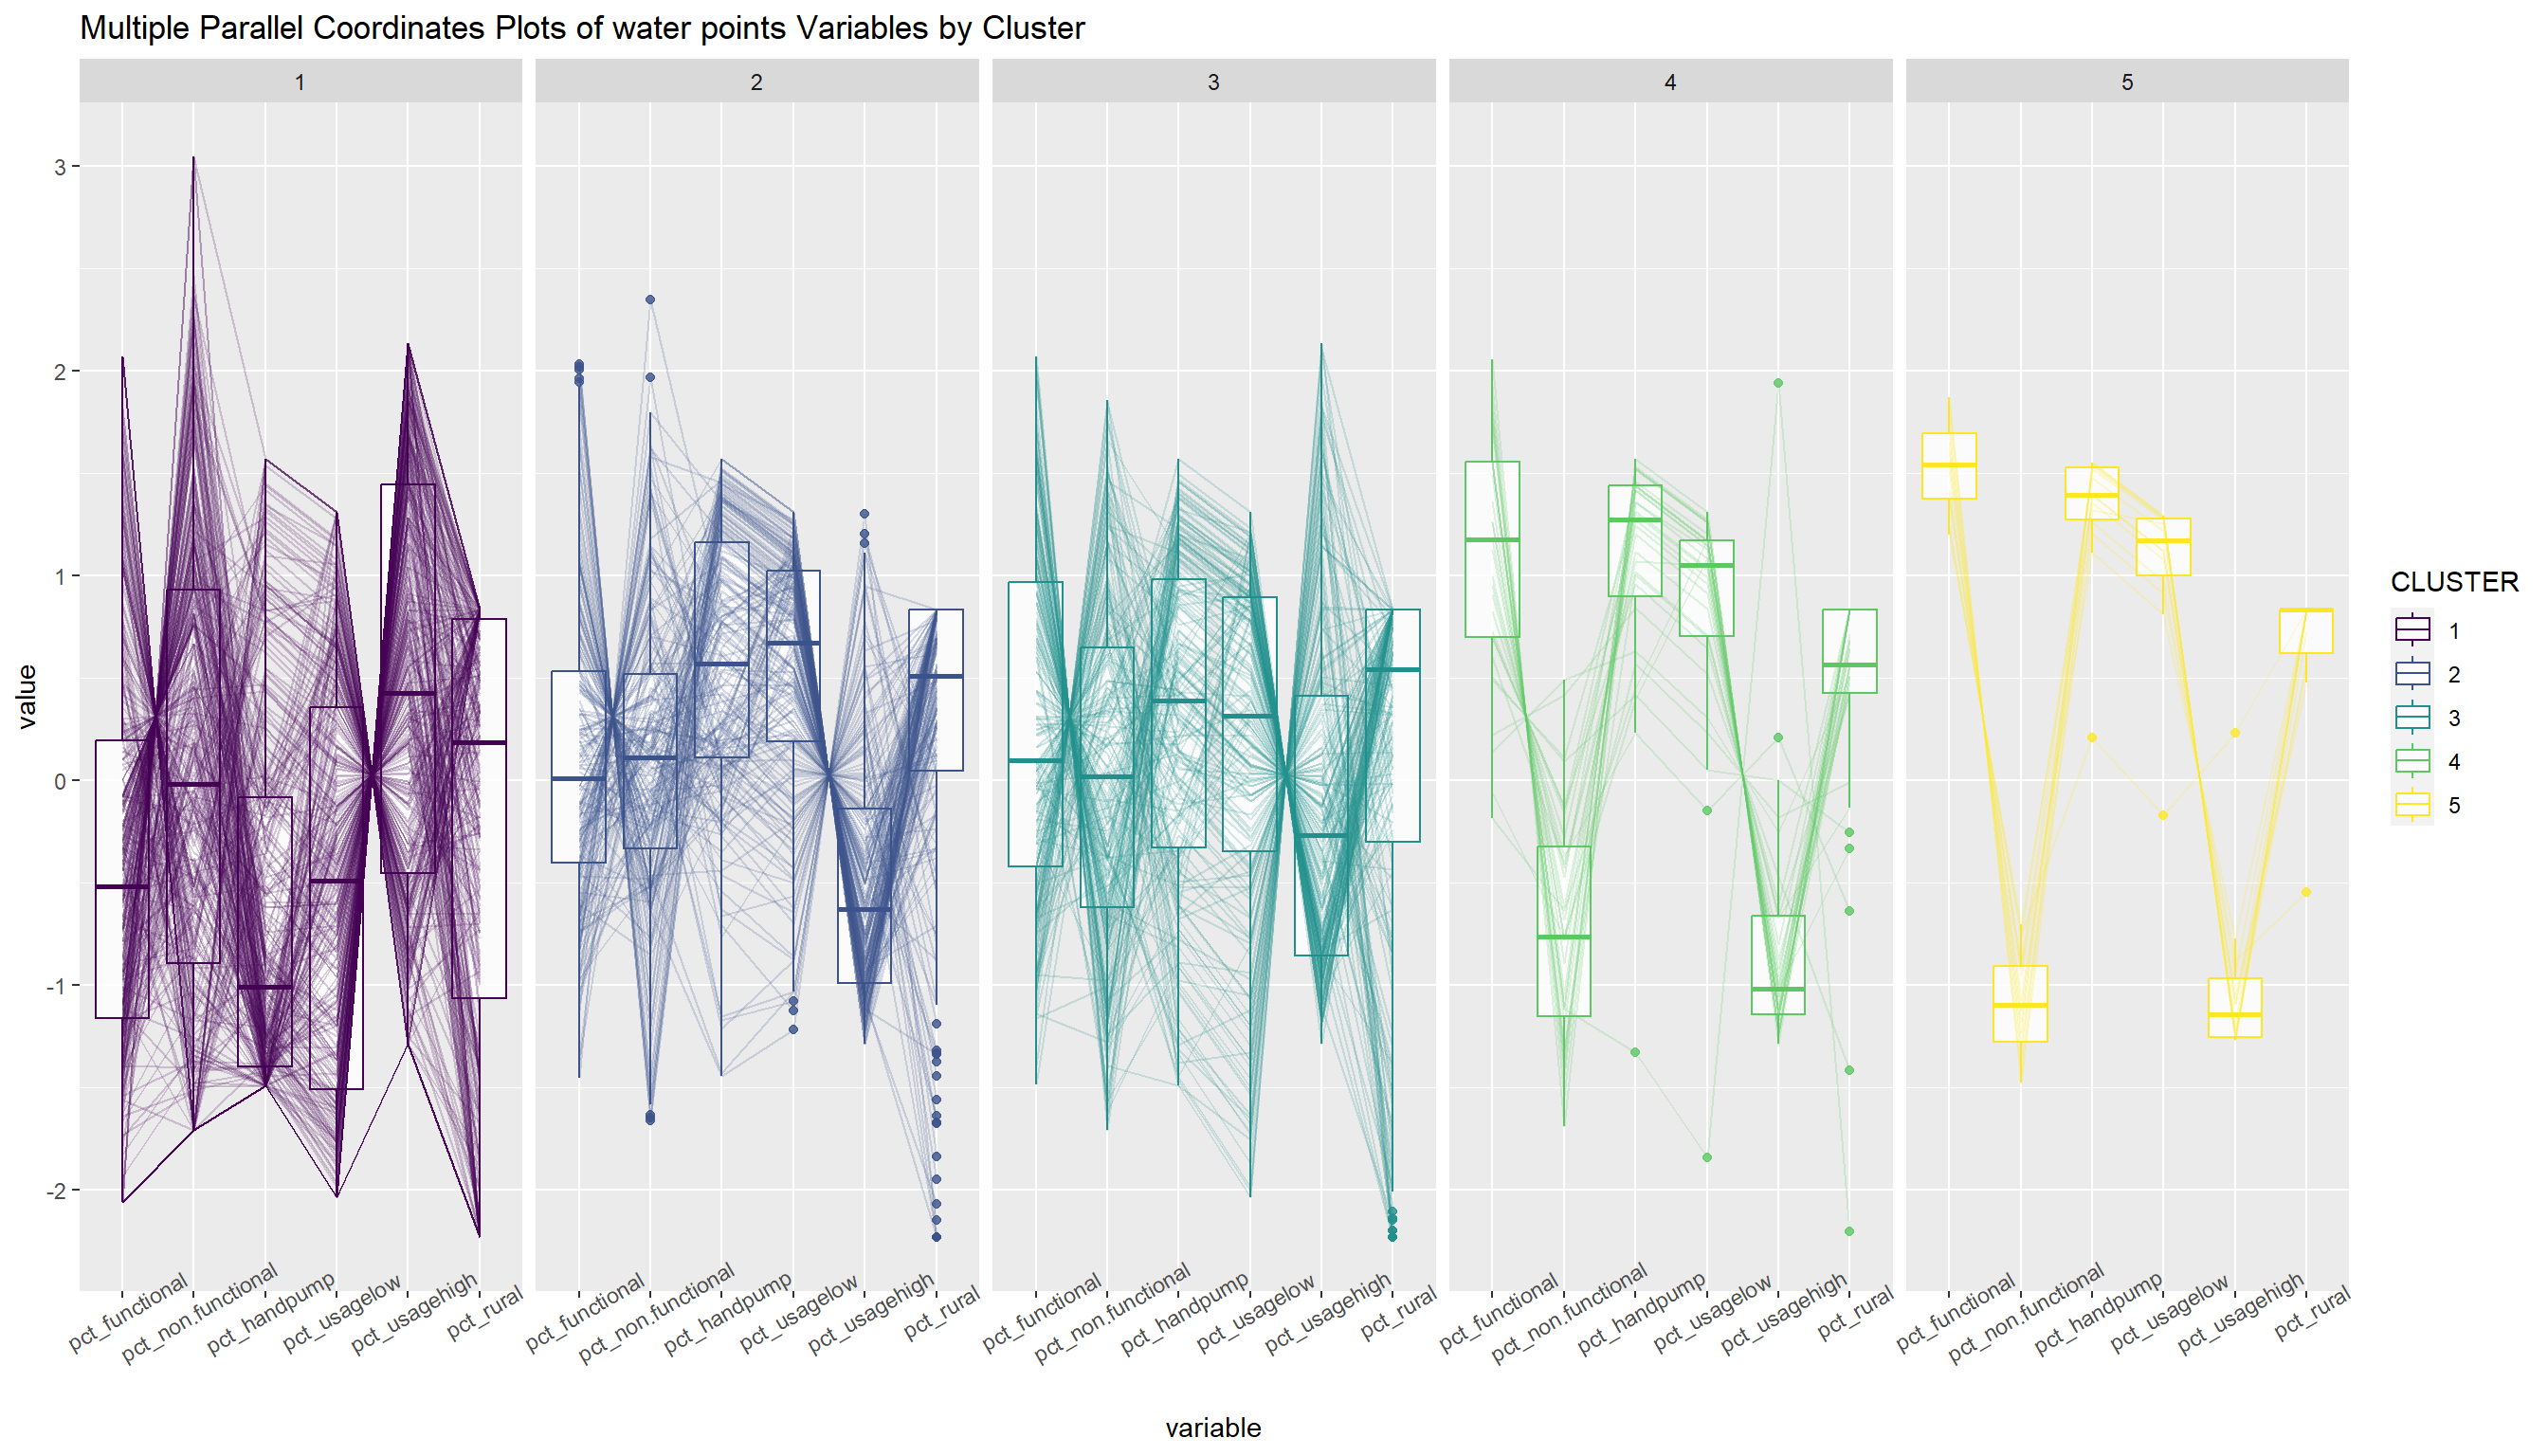 Multiple Parallel Coordinates Plots of water points Variables by Cluster
1 2 3 4 5
3
2
1
0
-1
-2
value
pct_functional pct_non.functional pct_handpump pct_usagelow pct_usagehigh pct_rural
pct_functional pct_non.functional pct_handpump pct_usagelow pct_usagehigh pct_rural
pct_functional pct_non.functional pct_handpump pct_usagelow pct_usagehigh pct_rural
pct_functional pct_non.functional pct_handpump pct_usagelow pct_usagehigh pct_rural
pct_functional pct_non.functional pct_handpump pct_usagelow pct_usagehigh pct_rural
variable
CLUSTER
1
2
3
4
5